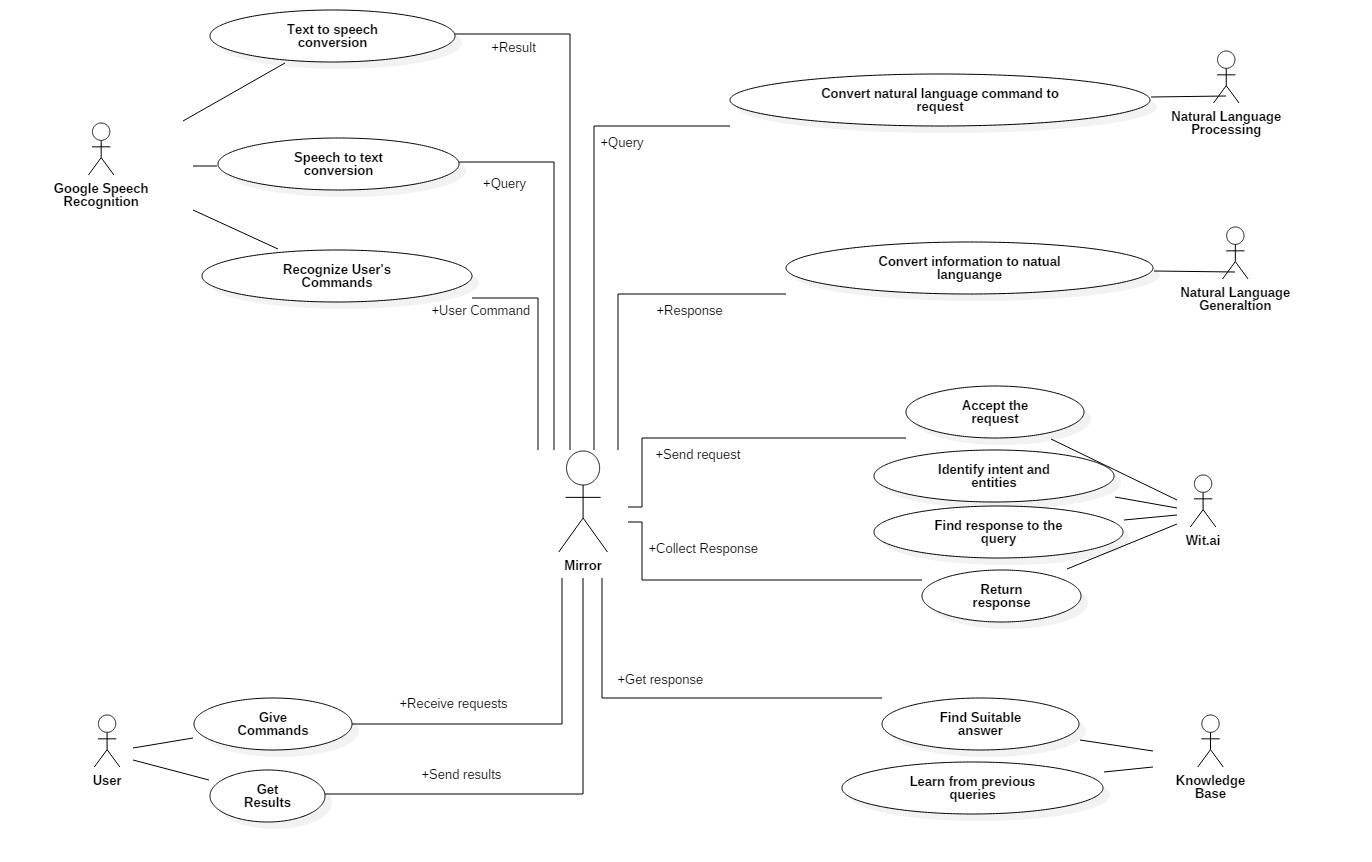 Text to speech
conversion
+Result
Convert natural language command to
request
Natural Language
Processing
+Query
Speech to text
conversion
+Query
Google Speech
Recognition
Recognize User's
Commands
+User Command
Convert information to natual
languange
Natural Language
Generaltion
+Response
Accept the
request
+Send request
Identify intent and
entities
Find response to the
query
Wit.ai
+Collect Response
Mirror
Return
response
+Get response
+Receive requests
Give
Commands
Find Suitable
answer
User
+Send results
Get
Results
Learn from previous
queries
Knowledge
Base